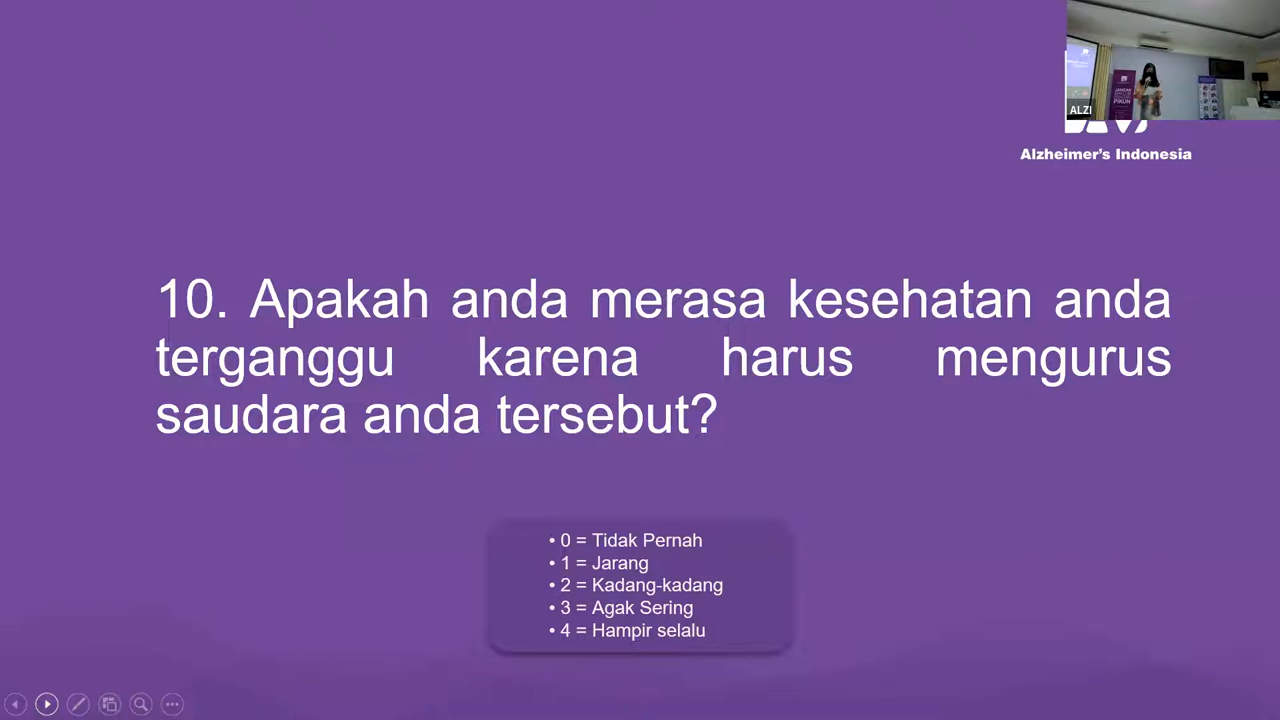 ALZI
Alzheimer's Indonesia
10. Apakah anda merasa kesehatan anda
terganggu karena harus mengurus
saudara anda tersebut?
• 0 = Tidak Pernah
• 1 = Jarang
• 2 = Kadang-kadang
• 3 = Agak Sering
• 4 = Hampir selalu